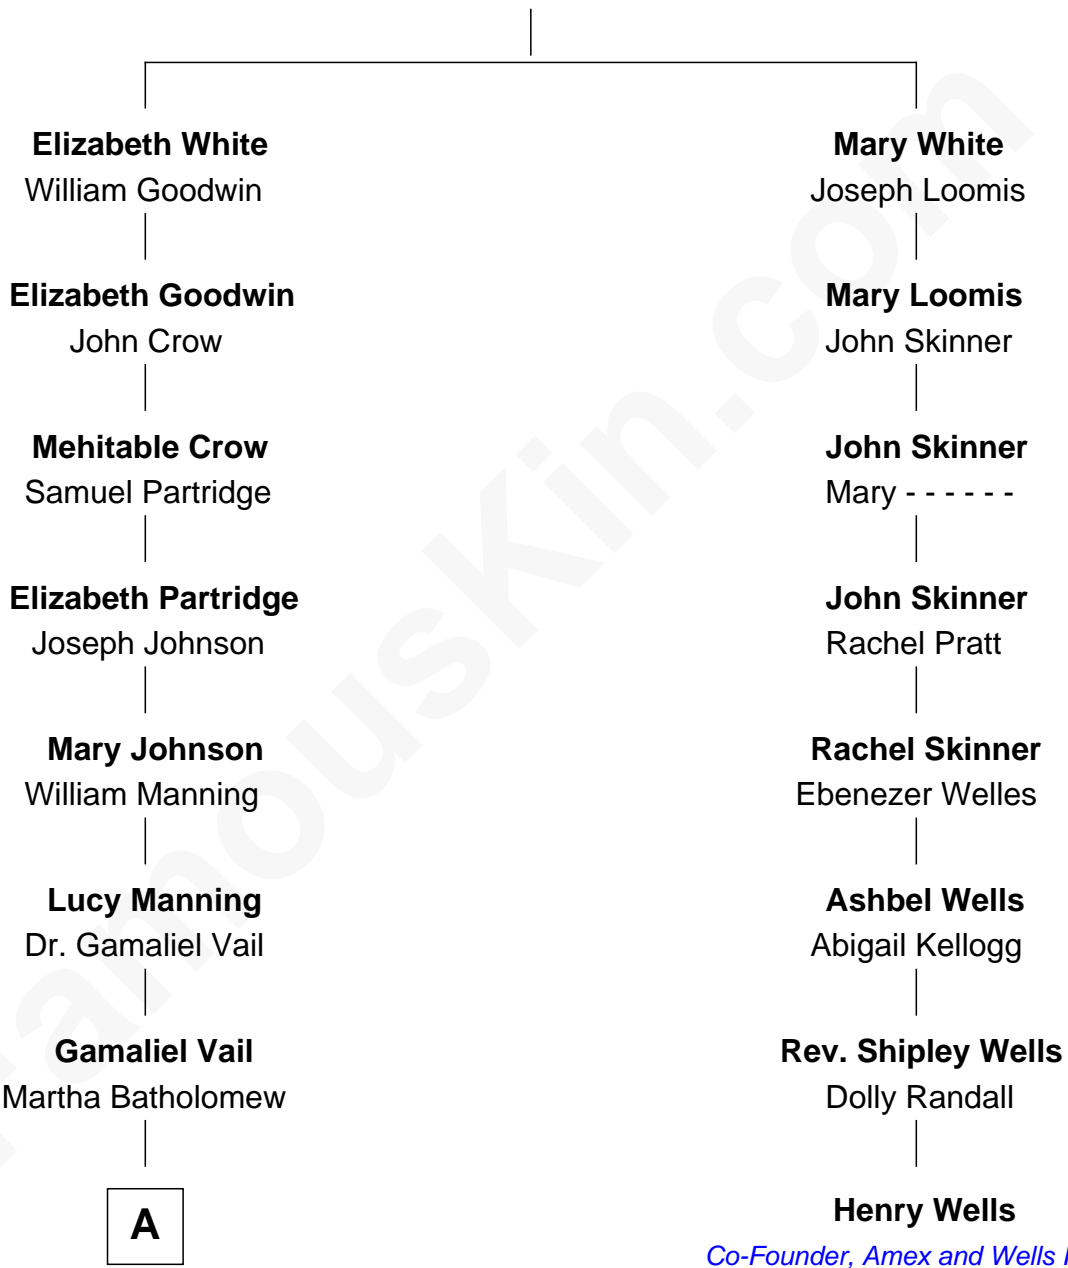 Elizabeth White
William Goodwin
Elizabeth Goodwin
John Crow
Mehitable Crow
Samuel Partridge
Elizabeth Partridge
Joseph Johnson
Mary Johnson
William Manning
Lucy Manning
Dr. Gamaliel Vail
Gamaliel Vail
Martha Batholomew
A
Mary White
Joseph Loomis
Mary Loomis
John Skinner
John Skinner
Mary - - - - - -
John Skinner
Rachel Pratt
Rachel Skinner
Ebenezer Welles
Ashbel Wells
Abigail Kellogg
Rev. Shipley Wells
Dolly Randall
Henry Wells
Co-Founder, Amex and Wells
FamousKin.com